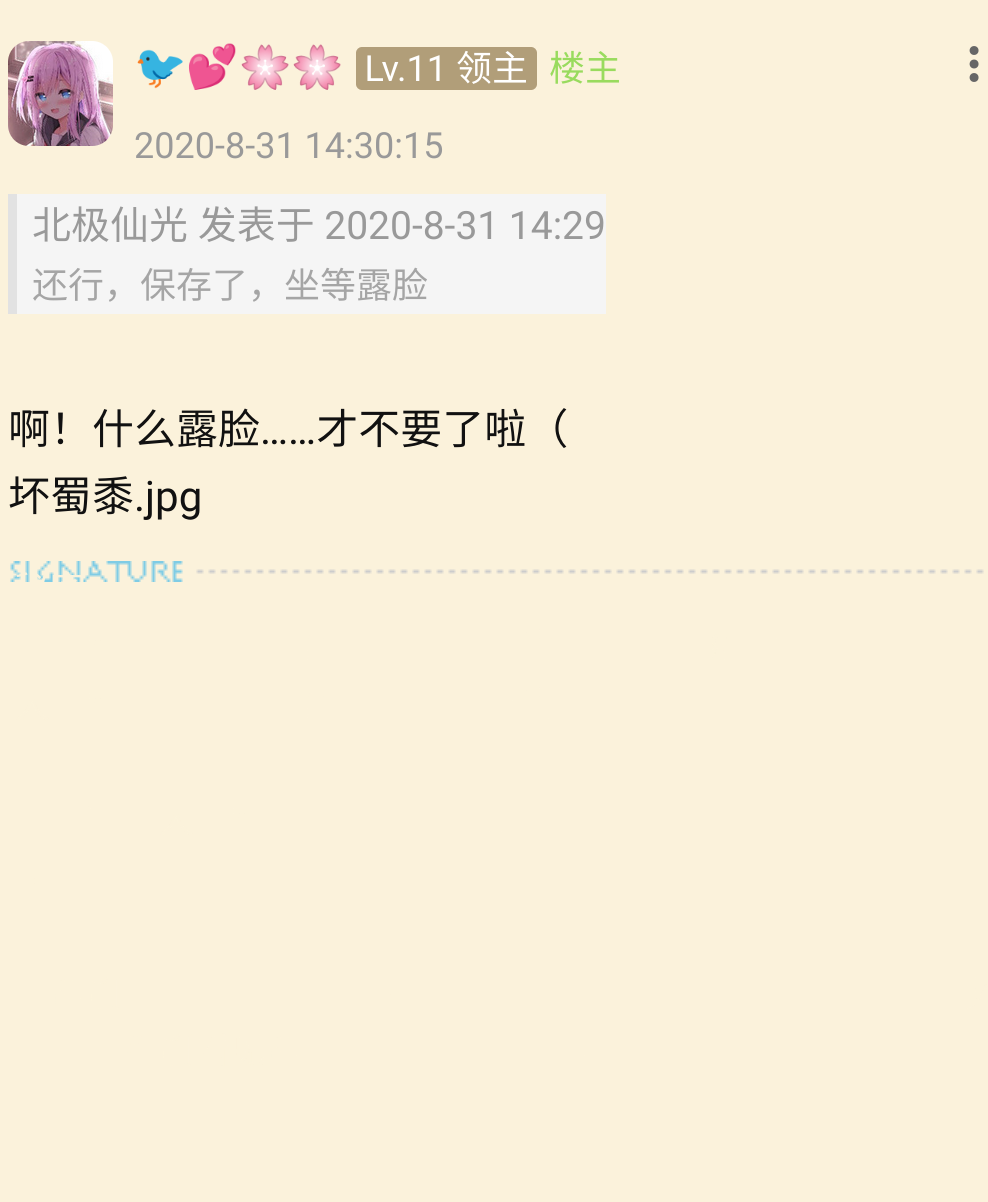 🐦💕🌸🌸 Lv.11 领主 楼主
2020-8-31 14:30:15
北极仙光 发表于 2020-8-31 14:29
还行，保存了，坐等露脸
啊！什么露脸……才不要了啦（
坏蜀黍.jpg
SIGNATURE